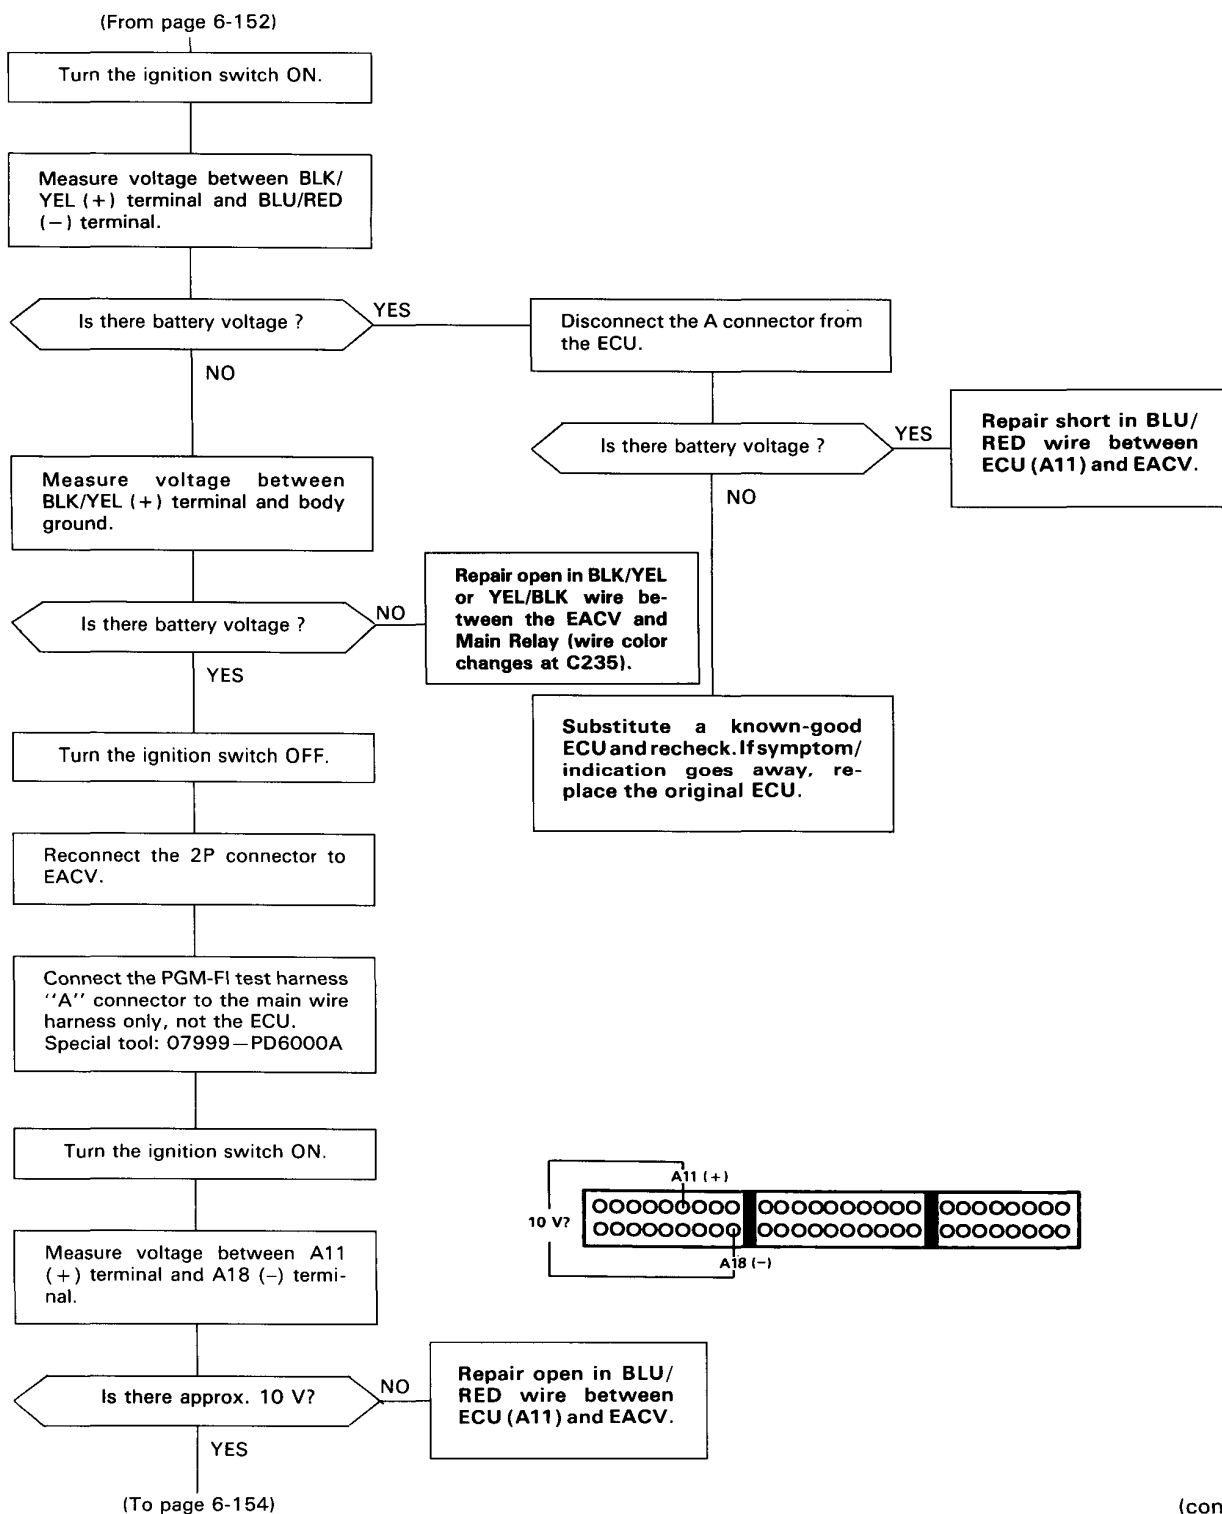 (From page 6-152)
Turn the ignition switch ON.
Measure voltage between BLK/
YEL (+) terminal and BLU/RED
(−) terminal.
Is there battery voltage ?
YES
NO
Disconnect the A connector from
the ECU.
Is there battery voltage ?
YES
NO
Repair short in BLU/
RED wire between
ECU (A11) and EACV.
Measure voltage between
BLK/YEL (+) terminal and body
ground.
Is there battery voltage ?
NO
YES
Repair open in BLK/YEL
or YEL/BLK wire be-
tween the EACV and
Main Relay (wire color
changes at C235).
Substitute a known-good
ECU and recheck. If symptom/
indication goes away, re-
place the original ECU.
Turn the ignition switch OFF.
Reconnect the 2P connector to
EACV.
Connect the PGM-FI test harness
"A" connector to the main wire
harness only, not the ECU.
Special tool: 07999—PD6000A
Turn the ignition switch ON.
Measure voltage between A11
(+) terminal and A18 (−) termi-
nal.
A11 (+)
10 V?
A18 (−)
Is there approx. 10 V?
NO
YES
Repair open in BLU/
RED wire between
ECU (A11) and EACV.
(To page 6-154)
(con